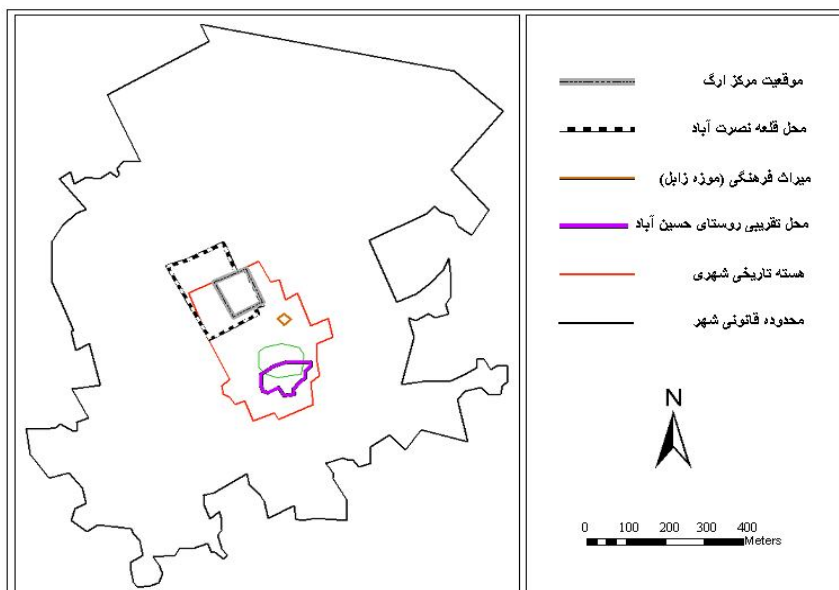 موقعیت مرکز ارگ
محل قلعه نصرت آباد
میراث فرهنگی (موزه زابل)
محل تقریبی روستای حسین آباد
هسته تاریخی شهری
محدوده قانونی شهر
N
0 100 200 300 400
Meters